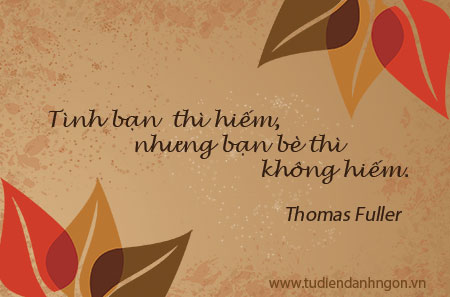 Tình bạn thì hiếm,
nhưng bạn bè thì
không hiếm.
Thomas Fuller
www.tudiendanhngon.vn